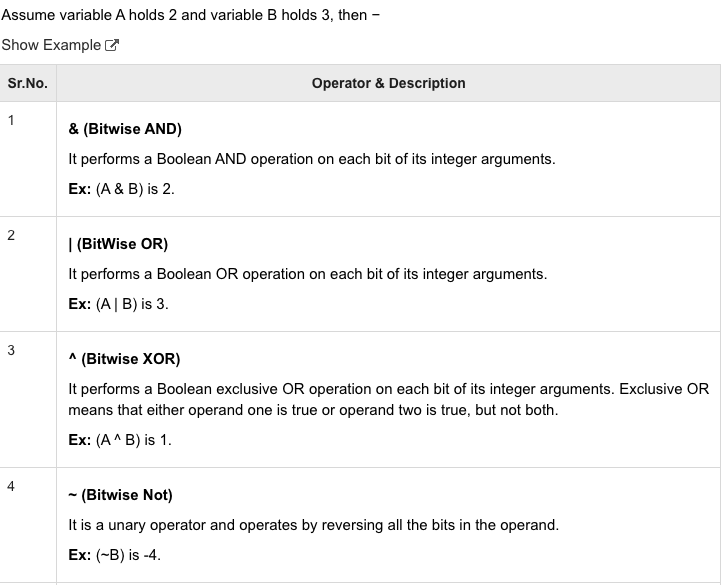 Assume variable A holds 2 and variable B holds 3, then −
Show Example
Sr.No. Operator & Description
1
& (Bitwise AND)
It performs a Boolean AND operation on each bit of its integer arguments.
Ex: (A & B) is 2.
2
| (BitWise OR)
It performs a Boolean OR operation on each bit of its integer arguments.
Ex: (A | B) is 3.
3
^ (Bitwise XOR)
It performs a Boolean exclusive OR operation on each bit of its integer arguments. Exclusive OR
means that either operand one is true or operand two is true, but not both.
Ex: (A ^ B) is 1.
4
~ (Bitwise Not)
It is a unary operator and operates by reversing all the bits in the operand.
Ex: (~B) is -4.